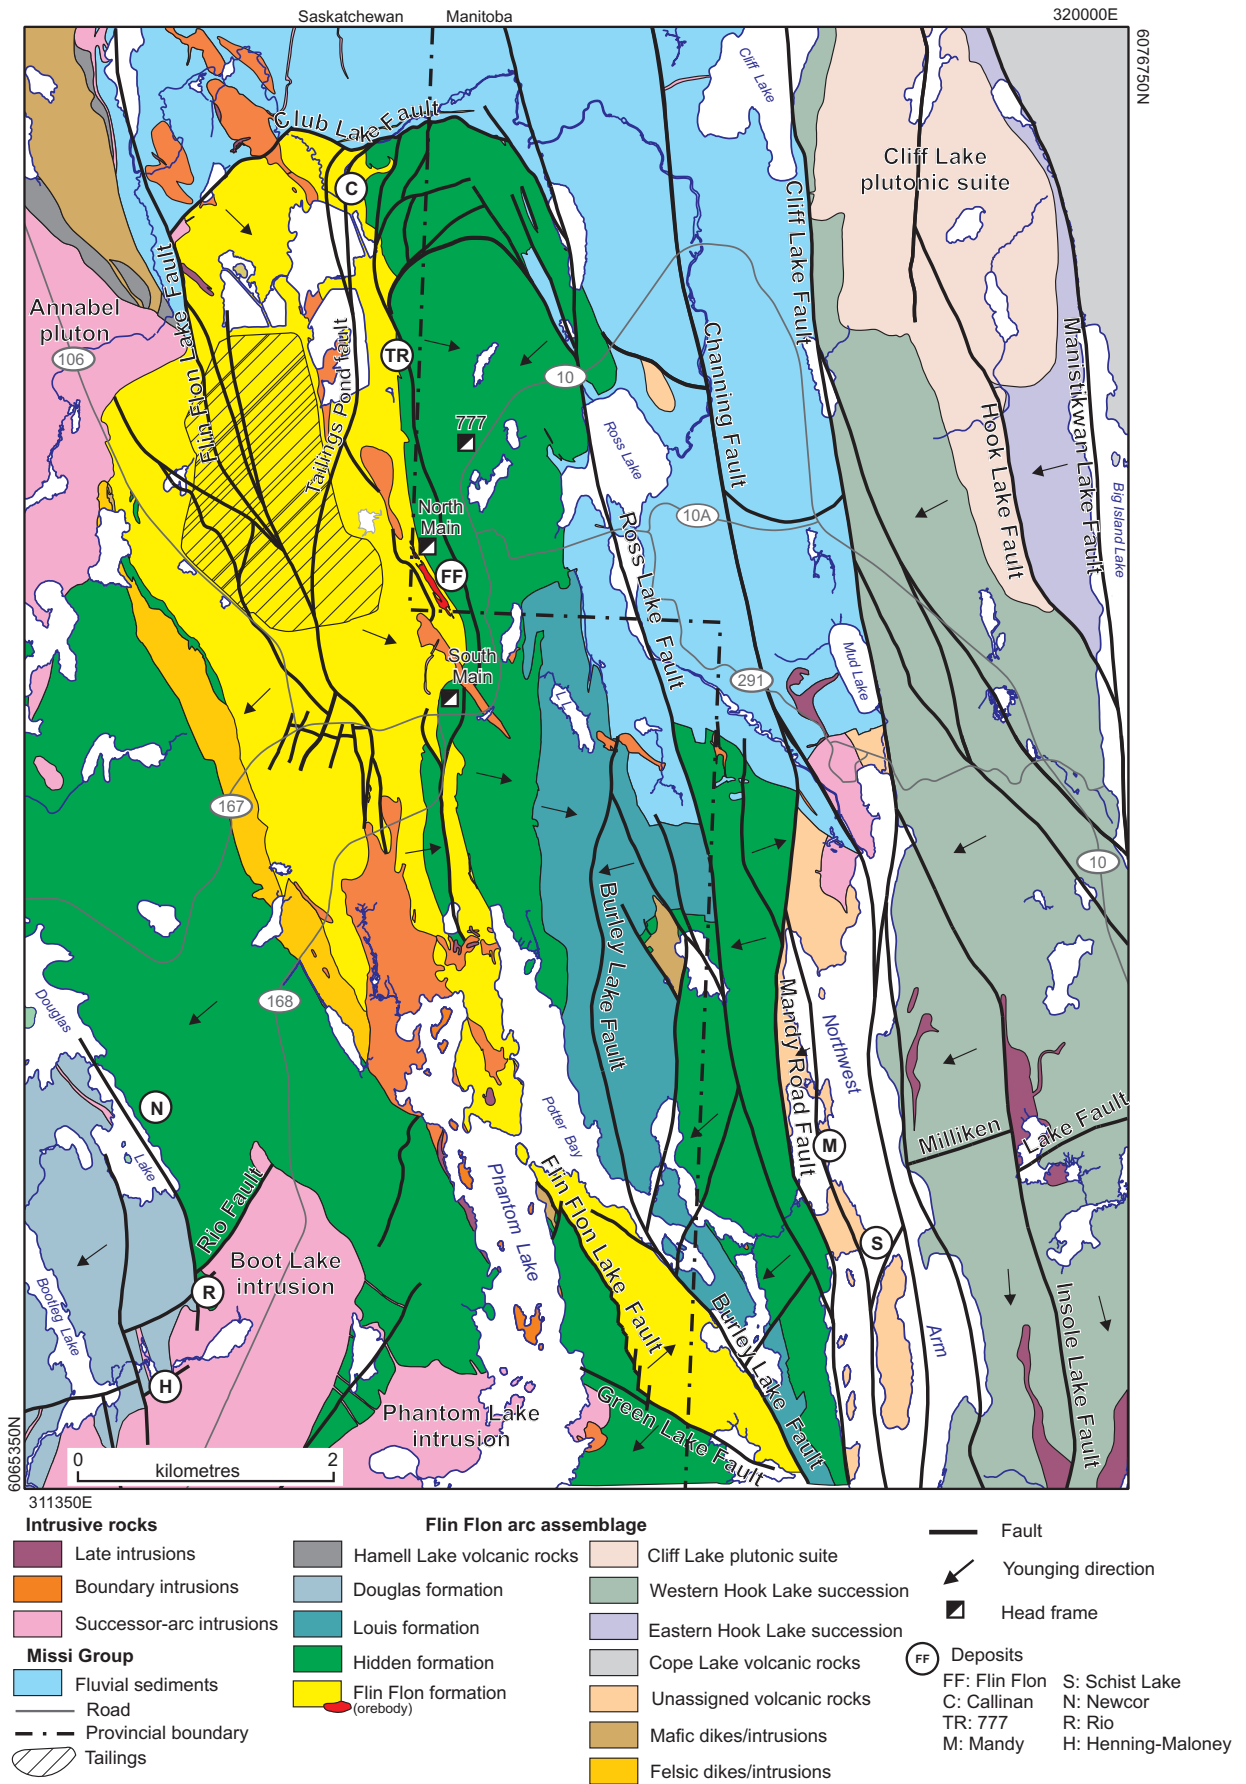 Saskatchewan
Manitoba
320000E
6076750N
Cliff Lake
Club Lake Fault
Cliff Lake
plutonic suite
C
Cliff Lake Fault
Flin Flon Lake Fault
Annabel
pluton
106
TR
Tailings Pond fault
10
Channing Fault
Manistikwan Lake Fault
Hook Lake Fault
777
Ross Lake
Big Island Lake
North
Main
10A
FF
Ross Lake Fault
South
Main
291
Mud Lake
167
10
Burley Lake Fault
168
Douglas
Lake
Mandy Road Fault
Northwest
Arm
N
Potter Bay
M
Milliken
Lake Fault
Phantom Lake
Rio Fault
Flin Flon Lake Fault
Boot Lake
intrusion
S
R
Bootleg Lake
Burley Lake Fault
Insole Lake Fault
H
Phantom Lake
intrusion
Green Lake Fault
6065350N
0
2
kilometres
311350E
Intrusive rocks
Late intrusions
Boundary intrusions
Successor-arc intrusions
Missi Group
Fluvial sediments
Road
Provincial boundary
Tailings
Flin Flon arc assemblage
Hamell Lake volcanic rocks
Douglas formation
Louis formation
Hidden formation
Flin Flon formation
(orebody)
Cliff Lake plutonic suite
Western Hook Lake succession
Eastern Hook Lake succession
Cope Lake volcanic rocks
Unassigned volcanic rocks
Mafic dikes/intrusions
Felsic dikes/intrusions
Fault
Younging direction
Head frame
FF
Deposits
FF: Flin Flon
C: Callinan
TR: 777
M: Mandy
S: Schist Lake
N: Newcor
R: Rio
H: Henning-Maloney